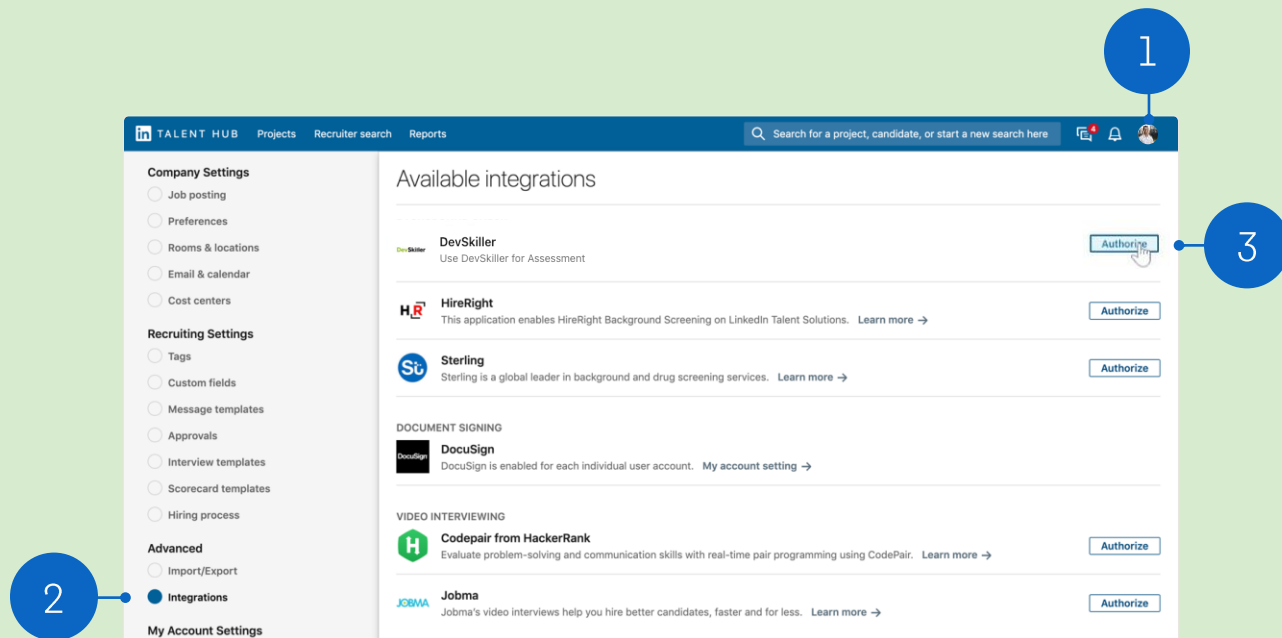 1
in TALENT HUB Projects Recruiter search Reports Search for a project, candidate, or start a new search here 4
Company Settings
Job posting
Preferences
Rooms & locations
Email & calendar
Cost centers
Recruiting Settings
Tags
Custom fields
Message templates
Approvals
Interview templates
Scorecard templates
Hiring process
Advanced
Import/Export
2
Integrations
My Account Settings
Available integrations
DevSkiller
DevSkiller
Use DevSkiller for Assessment
Authorize
3
HR
HireRight
This application enables HireRight Background Screening on LinkedIn Talent Solutions. Learn more →
Authorize
St
Sterling
Sterling is a global leader in background and drug screening services. Learn more →
Authorize
DOCUMENT SIGNING
DocuSign
DocuSign
DocuSign is enabled for each individual user account. My account setting →
VIDEO INTERVIEWING
H
Codepair from HackerRank
Evaluate problem-solving and communication skills with real-time pair programming using CodePair. Learn more →
Authorize
JOBMA
Jobma
Jobma's video interviews help you hire better candidates, faster and for less. Learn more →
Authorize